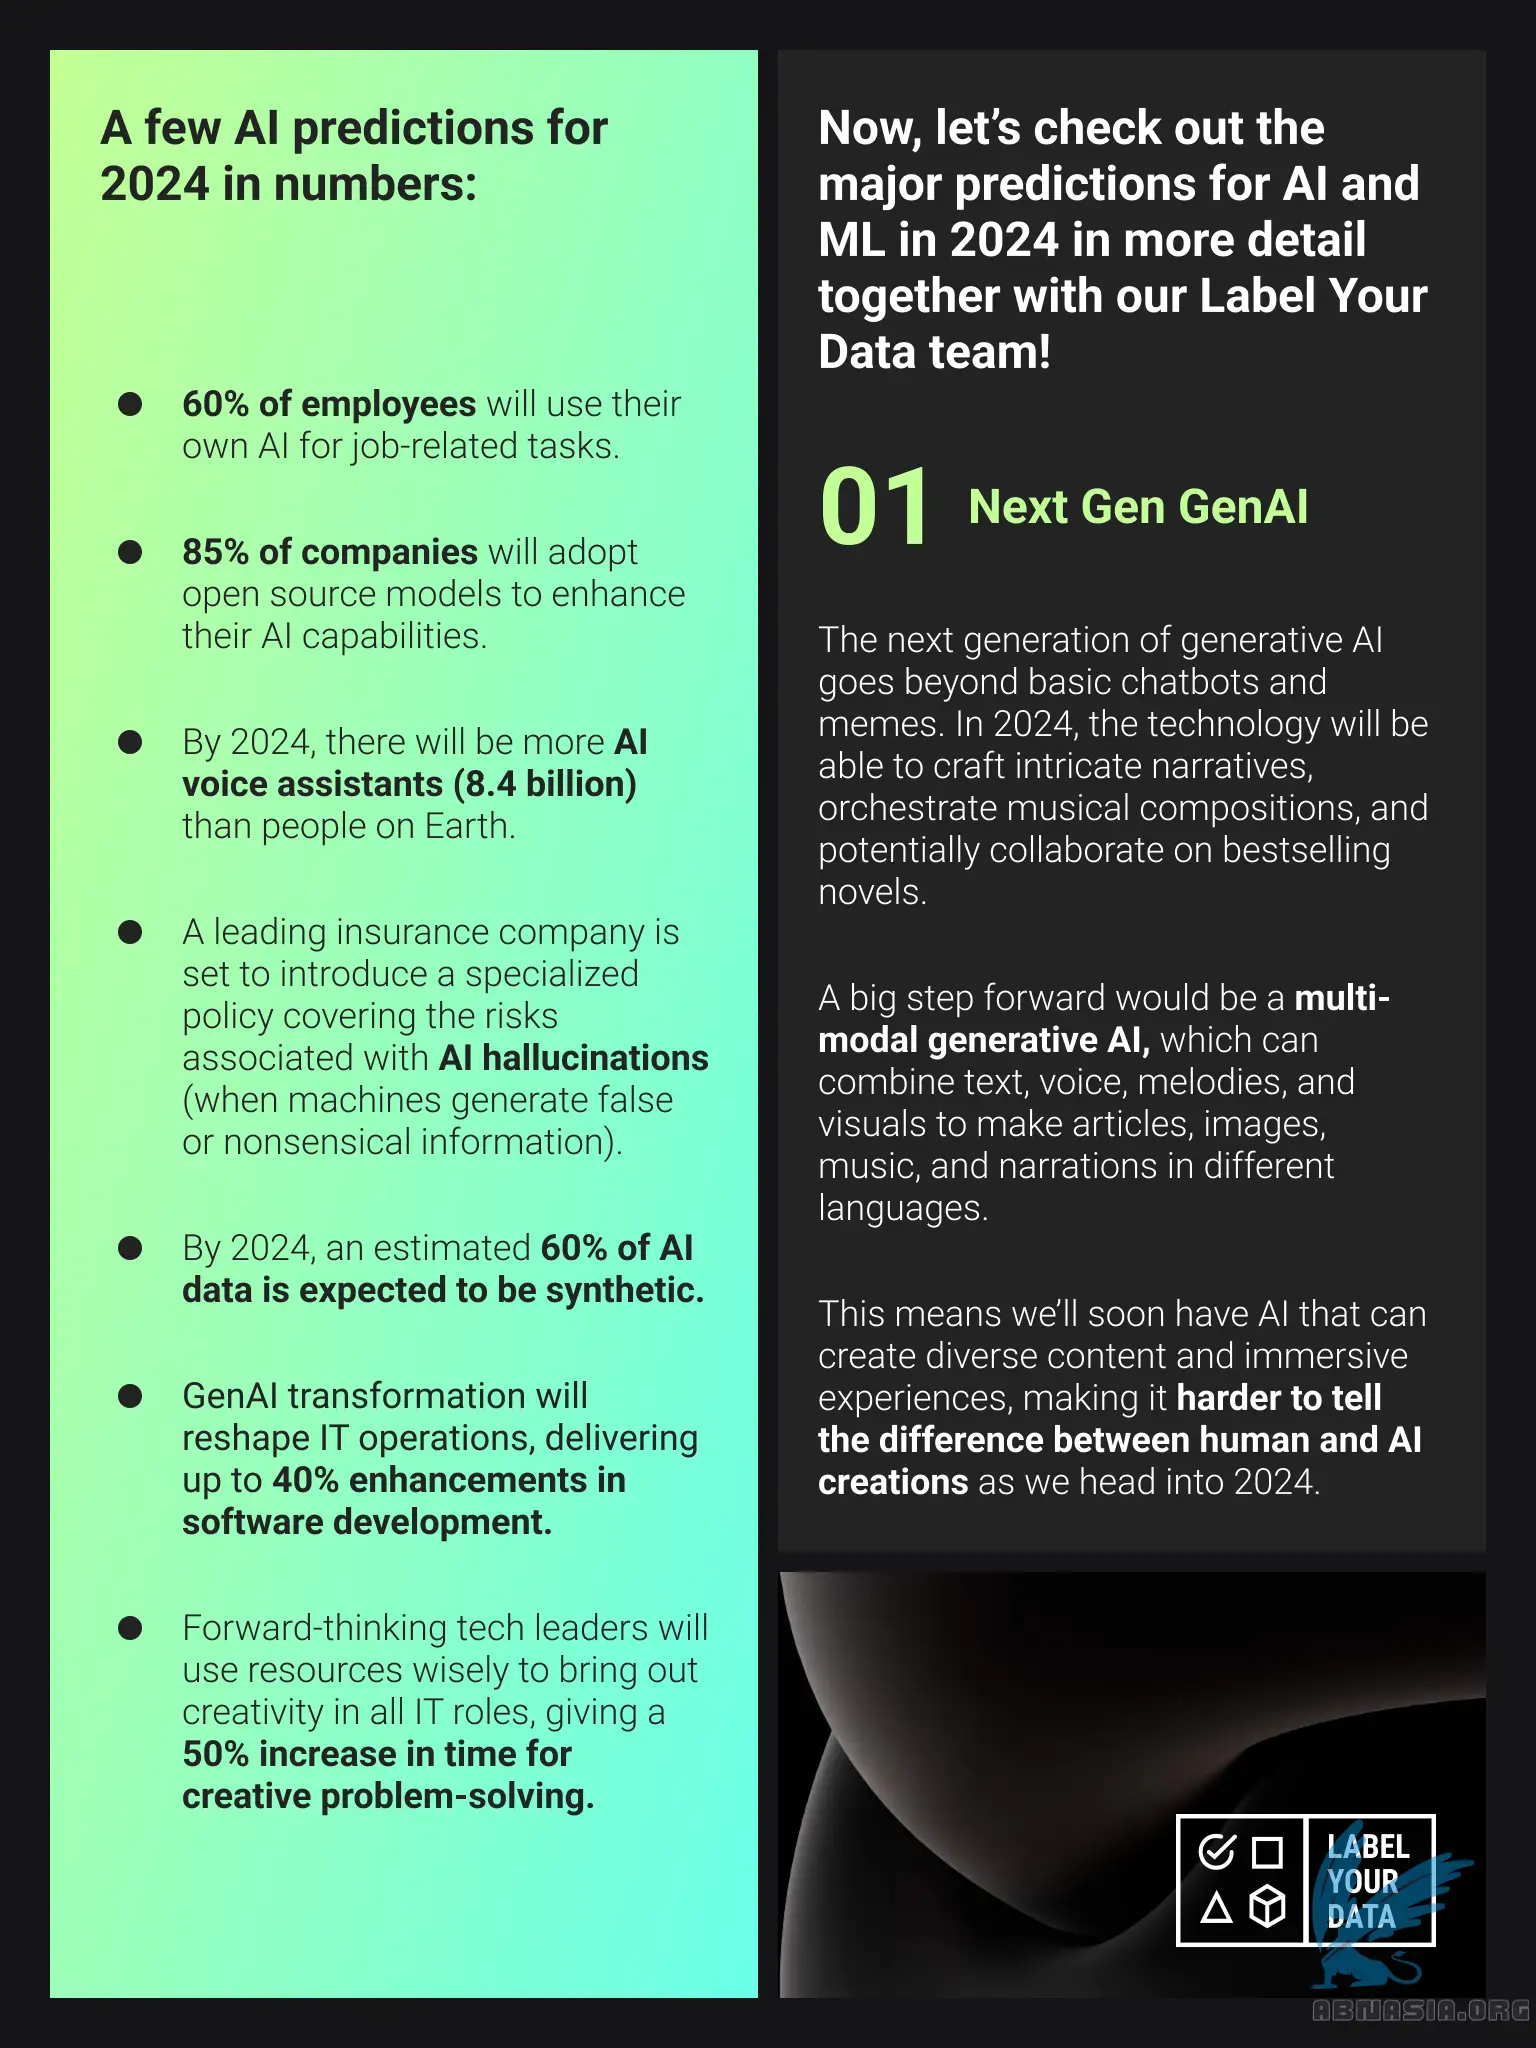 A few AI predictions for
2024 in numbers:
● 60% of employees will use their
own AI for job-related tasks.
● 85% of companies will adopt
open source models to enhance
their AI capabilities.
● By 2024, there will be more AI
voice assistants (8.4 billion)
than people on Earth.
● A leading insurance company is
set to introduce a specialized
policy covering the risks
associated with AI hallucinations
(when machines generate false
or nonsensical information).
● By 2024, an estimated 60% of AI
data is expected to be synthetic.
● GenAI transformation will
reshape IT operations, delivering
up to 40% enhancements in
software development.
● Forward-thinking tech leaders will
use resources wisely to bring out
creativity in all IT roles, giving a
50% increase in time for
creative problem-solving.
Now, let’s check out the
major predictions for AI and
ML in 2024 in more detail
together with our Label Your
Data team!
01 Next Gen GenAI
The next generation of generative AI
goes beyond basic chatbots and
memes. In 2024, the technology will be
able to craft intricate narratives,
orchestrate musical compositions, and
potentially collaborate on bestselling
novels.
A big step forward would be a multi-
modal generative AI, which can
combine text, voice, melodies, and
visuals to make articles, images,
music, and narrations in different
languages.
This means we’ll soon have AI that can
create diverse content and immersive
experiences, making it harder to tell
the difference between human and AI
creations as we head into 2024.
LABEL
YOUR
DATA
ABNASIA.ORG